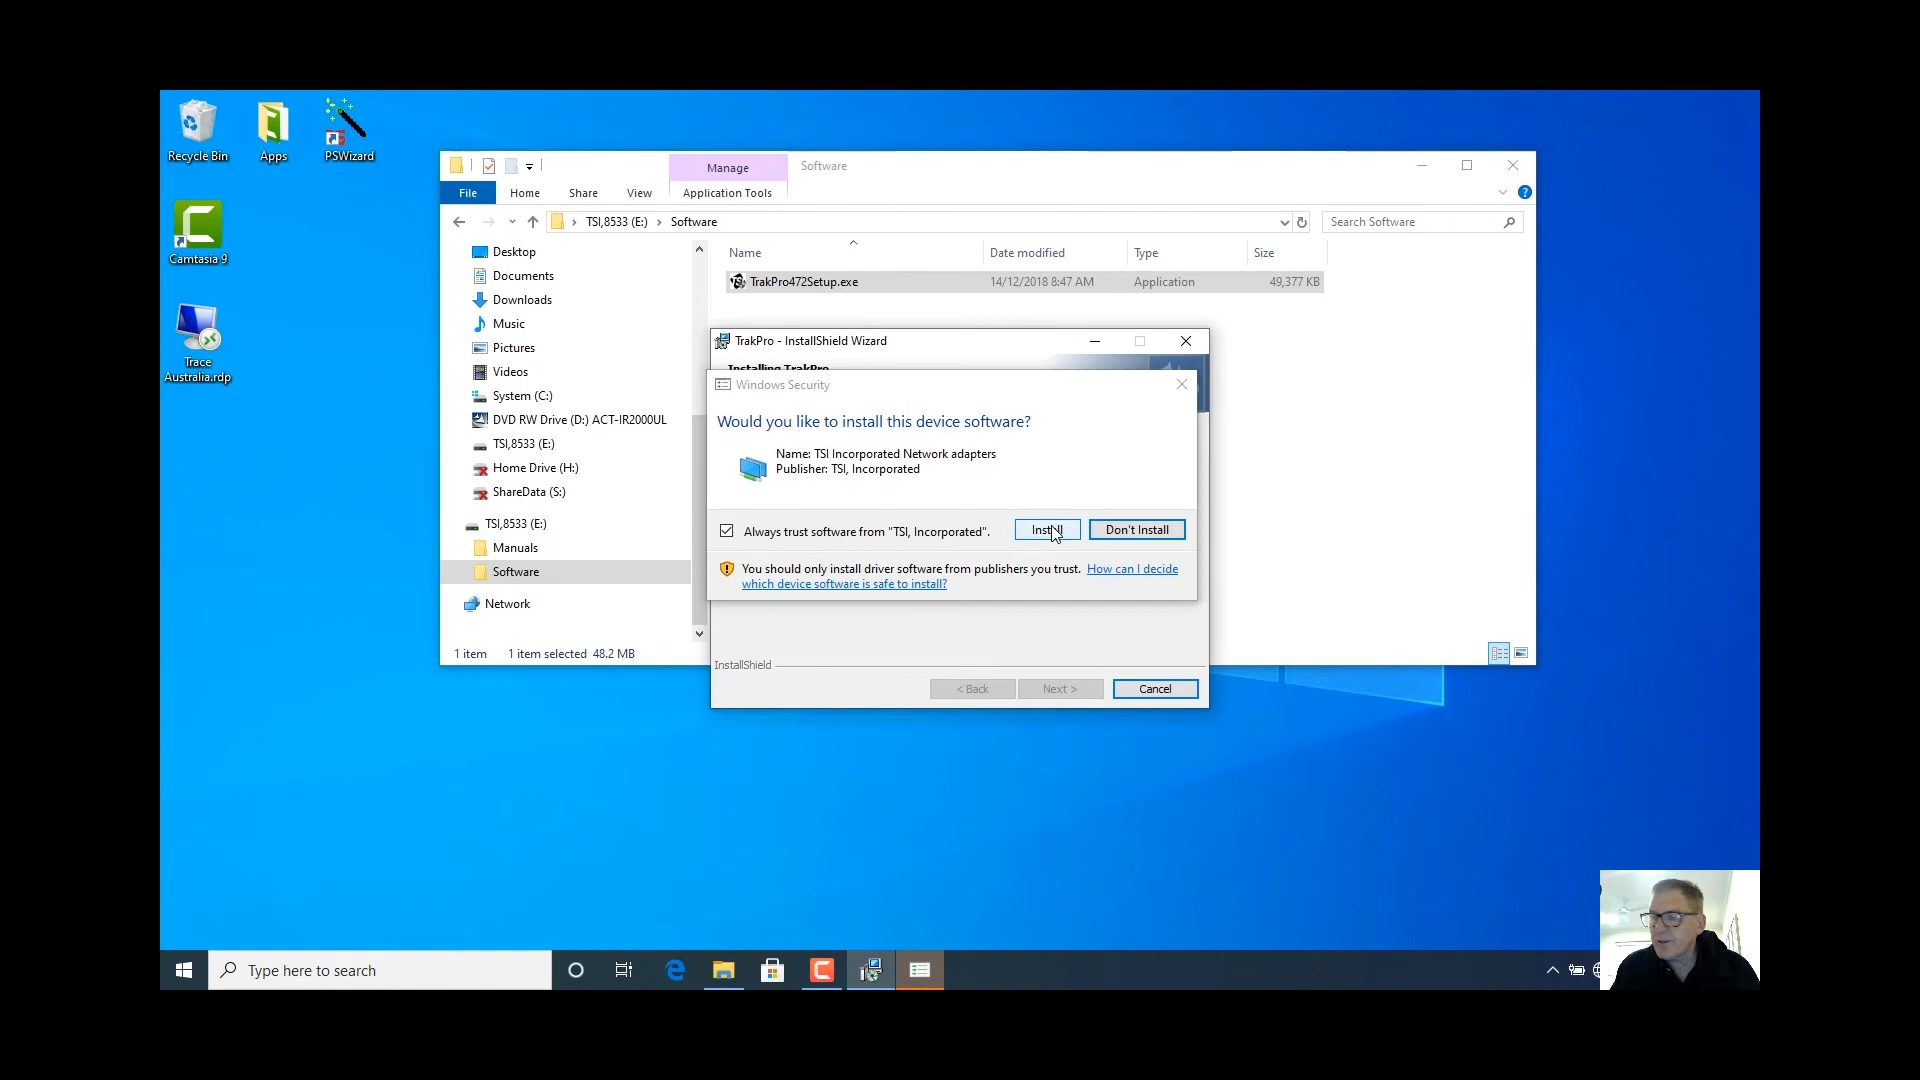 Recycle Bin
Apps
PSWizard
Camtasia 9
Trace
Australia.rdp
Manage
Software
File
Home
Share
View
Application Tools
TSI,8533 (E:)
Software
Search Software
Desktop
Documents
Downloads
Music
Pictures
Videos
System (C:)
DVD RW Drive (D:) ACT-IR2000UL
TSI,8533 (E:)
Home Drive (H:)
ShareData (S:)
TSI,8533 (E:)
Manuals
Software
Network
Name
Date modified
Type
Size
TrakPro472Setup.exe
14/12/2018 8:47 AM
Application
49,377 KB
TrakPro - InstallShield Wizard
Installing TrakPro
Windows Security
Would you like to install this device software?
Name: TSI Incorporated Network adapters
Publisher: TSI, Incorporated
Always trust software from "TSI, Incorporated".
Install
Don't Install
You should only install driver software from publishers you trust. How can I decide
which device software is safe to install?
InstallShield
< Back
Next >
Cancel
1 item
1 item selected 48.2 MB
Type here to search